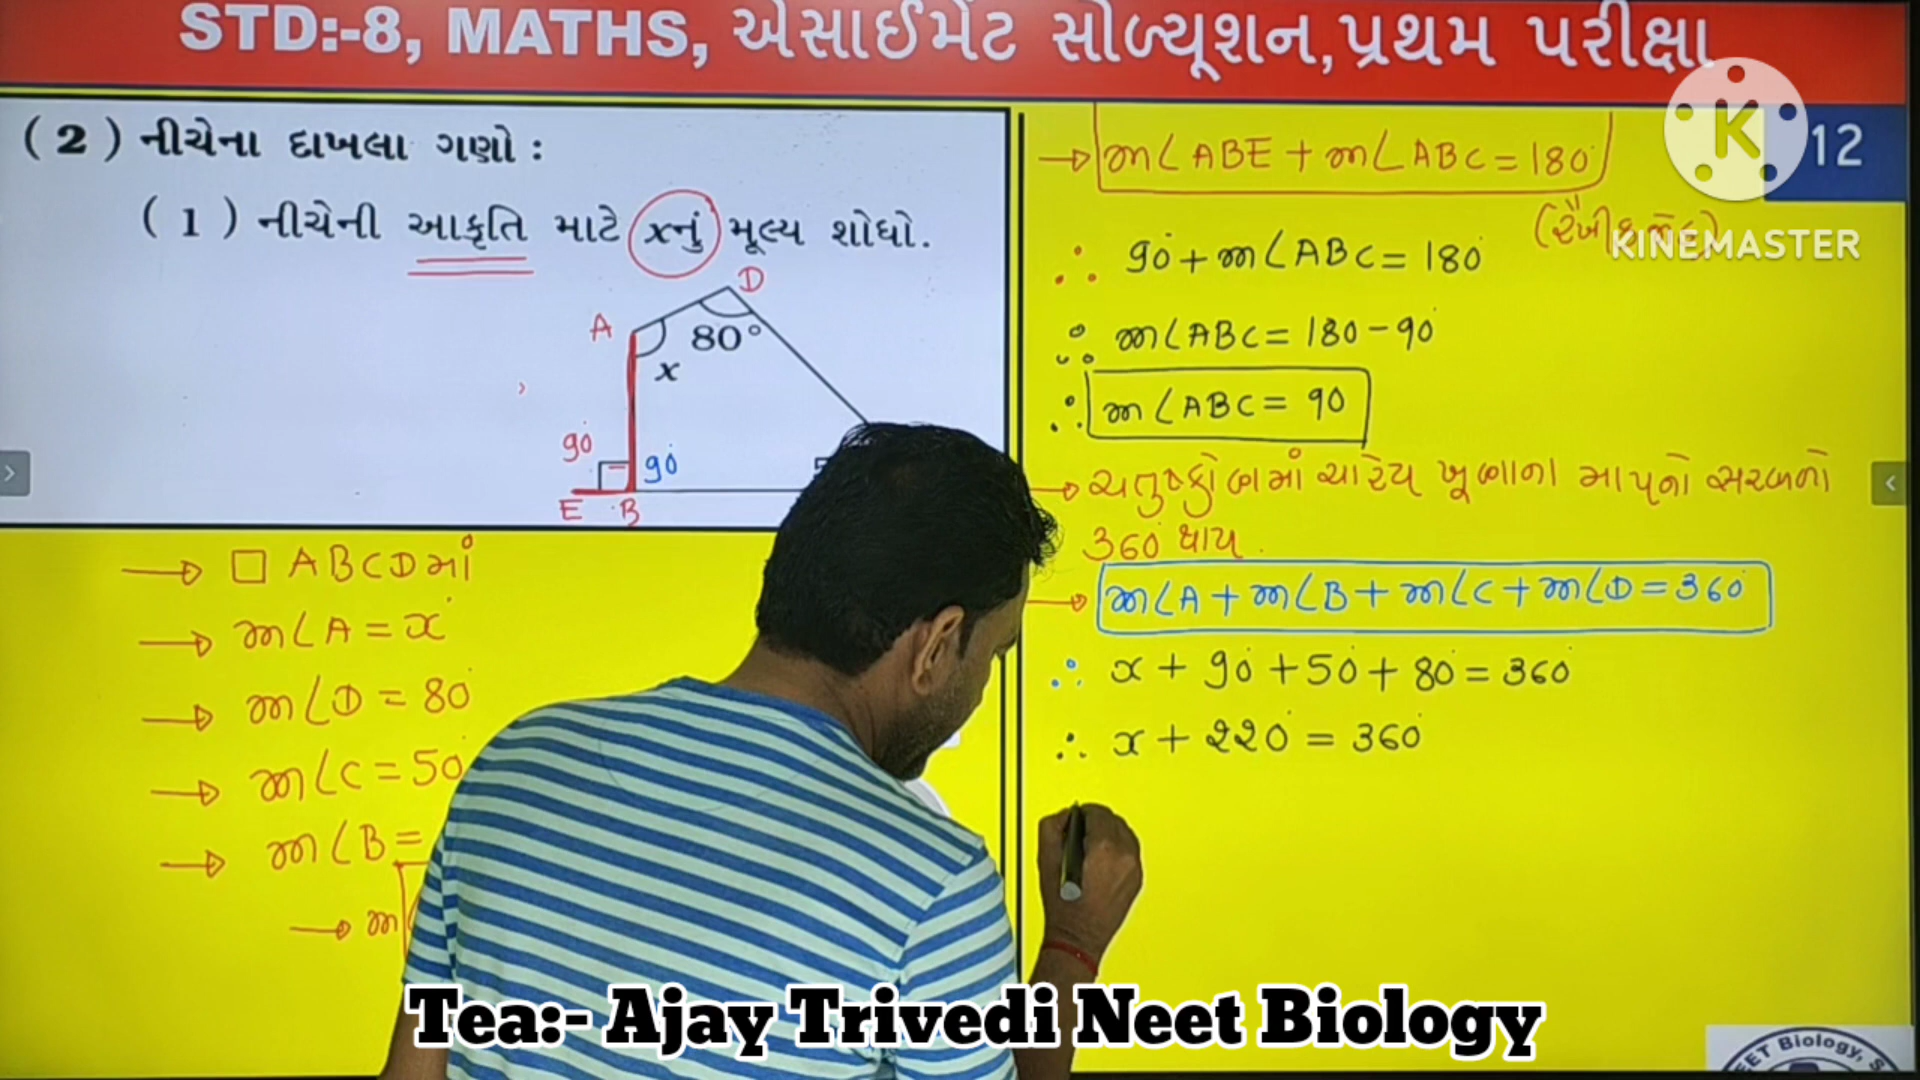 STD:-8, MATHS, એસાઈમેંટ સોળ્યૂશન,પ્રથમ પરીક્ષા
K
KINEMASTER
12
( 2 ) નીચેના દાખલા ગણો :
( 1 ) નીચેની આકૃતિ માટે xનું મૂલ્ય શોધો.
D
A
80°
x
90°
90°
E B
→ □ ABCDમાં
→ m∠A = x°
→ m∠D = 80°
→ m∠C = 50
→ m∠B =
→ m
→ m∠ABE + m∠ABC = 180°
∴ 90° + m∠ABC = 180°
∴ m∠ABC = 180 - 90°
∴ m∠ABC = 90°
→ ચતુષ્કોણમાં ચારેય ખૂણાના માપનો સરવાળો
360° થાય.
→ m∠A + m∠B + m∠C + m∠D = 360°
∴ x + 90° + 50° + 80° = 360°
∴ x + 220° = 360°
Tea:- Ajay Trivedi Neet Biology
EET Biology, S